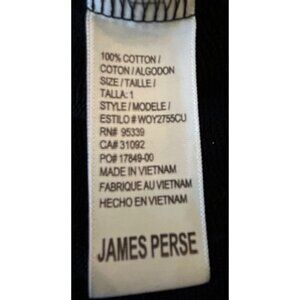 100% COTTON /
COTON / ALGODON
SIZE / TAILLE /
TALLA: 1
STYLE / MODELE /
ESTILO # WOY2755CU
RN# 95339
CA# 31092
PO# 17849-00
MADE IN VIETNAM
FABRIQUE AU VIETNAM
HECHO EN VIETNAM
JAMES PERSE